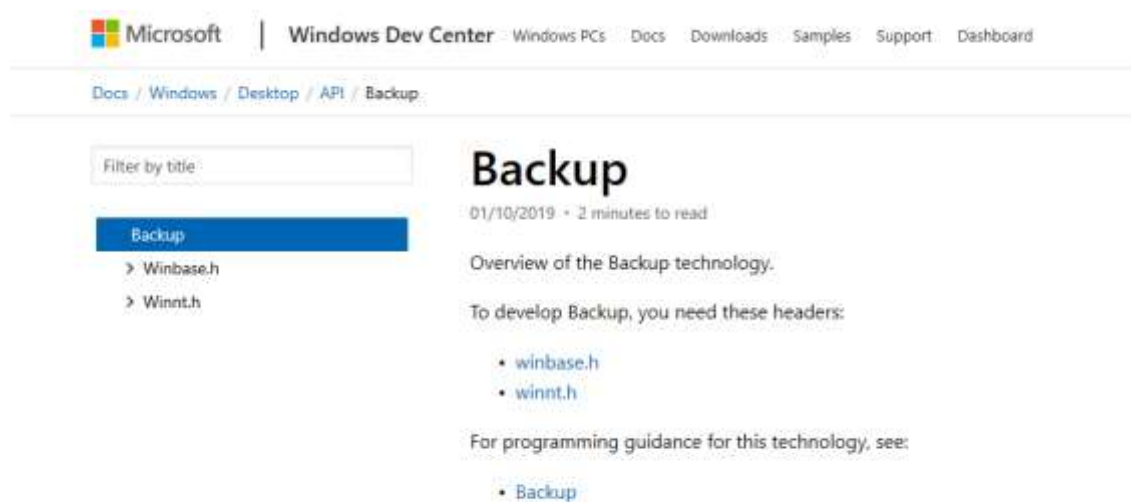 Microsoft | Windows Dev Center Windows PCs Docs Downloads Samples Support Dashboard
Docs / Windows / Desktop / API / Backup
Filter by title
Backup
> Winbase.h
> Winnt.h
Backup
01/10/2019 • 2 minutes to read
Overview of the Backup technology.
To develop Backup, you need these headers:
• winbase.h
• winnt.h
For programming guidance for this technology, see:
• Backup